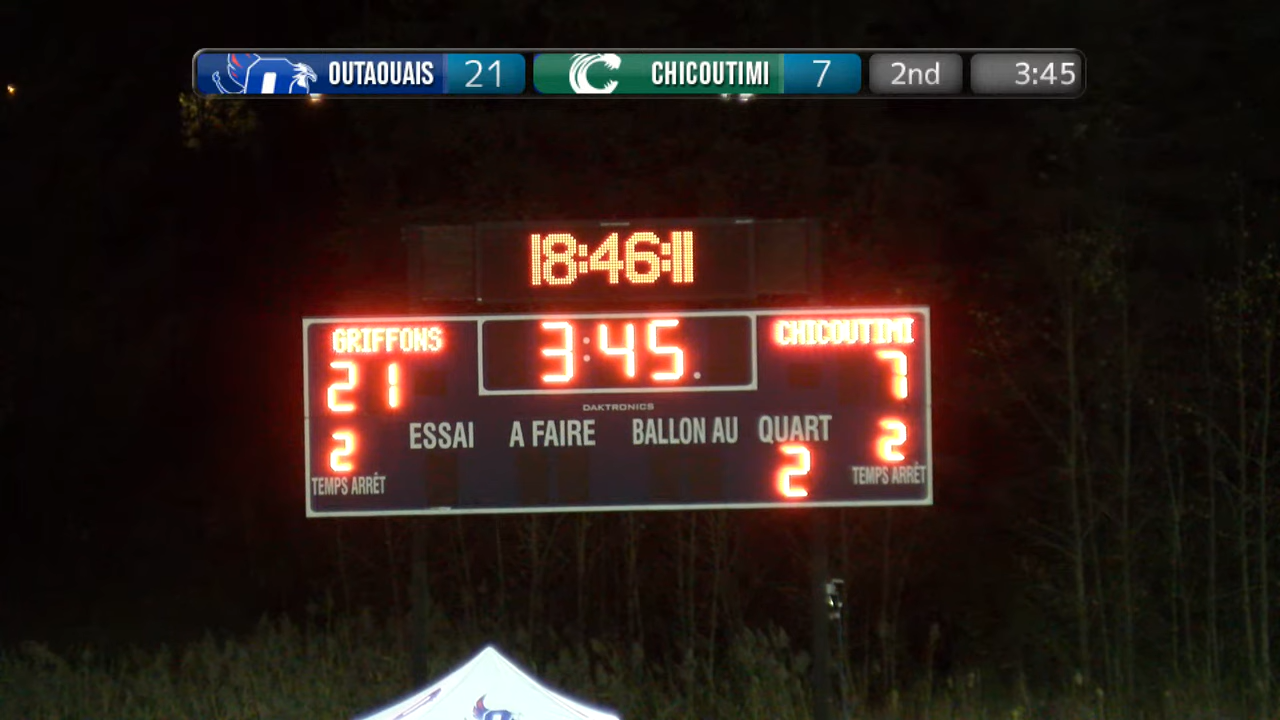 OUTAOUAIS 21 CHICOUTIMI 7 2nd 3:45
18:46:11
GRIFFONS 3:45 CHICOUTIMI
21 7
DAKTRONICS
ESSAI A FAIRE BALLON AU QUART
2 2 2
TEMPS ARRÊT TEMPS ARRÊT